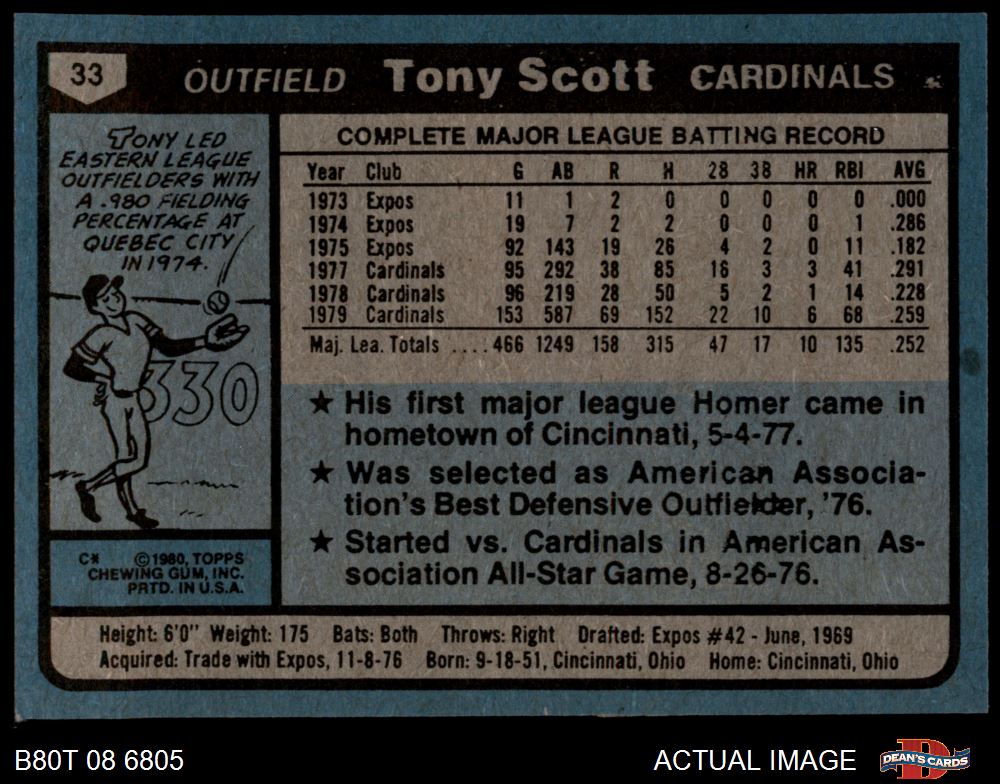 33 OUTFIELD Tony Scott CARDINALS
TONY LED
EASTERN LEAGUE
OUTFIELDERS WITH
A .980 FIELDING
PERCENTAGE AT
QUEBEC CITY
IN 1974.
330
C* ©1980, TOPPS
CHEWING GUM, INC.
PRTD. IN U.S.A.
COMPLETE MAJOR LEAGUE BATTING RECORD
Year Club G AB R H 2B 3B HR RBI AVG
1973 Expos 11 1 2 0 0 0 0 0 .000
1974 Expos 19 7 2 2 0 0 0 1 .286
1975 Expos 92 143 19 26 4 2 0 11 .182
1977 Cardinals 95 292 38 85 16 3 3 41 .291
1978 Cardinals 96 219 28 50 5 2 1 14 .228
1979 Cardinals 153 587 69 152 22 10 6 68 .259
Maj. Lea. Totals .... 466 1249 158 315 47 17 10 135 .252
★ His first major league Homer came in
hometown of Cincinnati, 5-4-77.
★ Was selected as American Associa-
tion's Best Defensive Outfielder, '76.
★ Started vs. Cardinals in American As-
sociation All-Star Game, 8-26-76.
Height: 6'0" Weight: 175 Bats: Both Throws: Right Drafted: Expos #42 - June, 1969
Acquired: Trade with Expos, 11-8-76 Born: 9-18-51, Cincinnati, Ohio Home: Cincinnati, Ohio
B80T 08 6805 ACTUAL IMAGE D DEAN'S CARDS